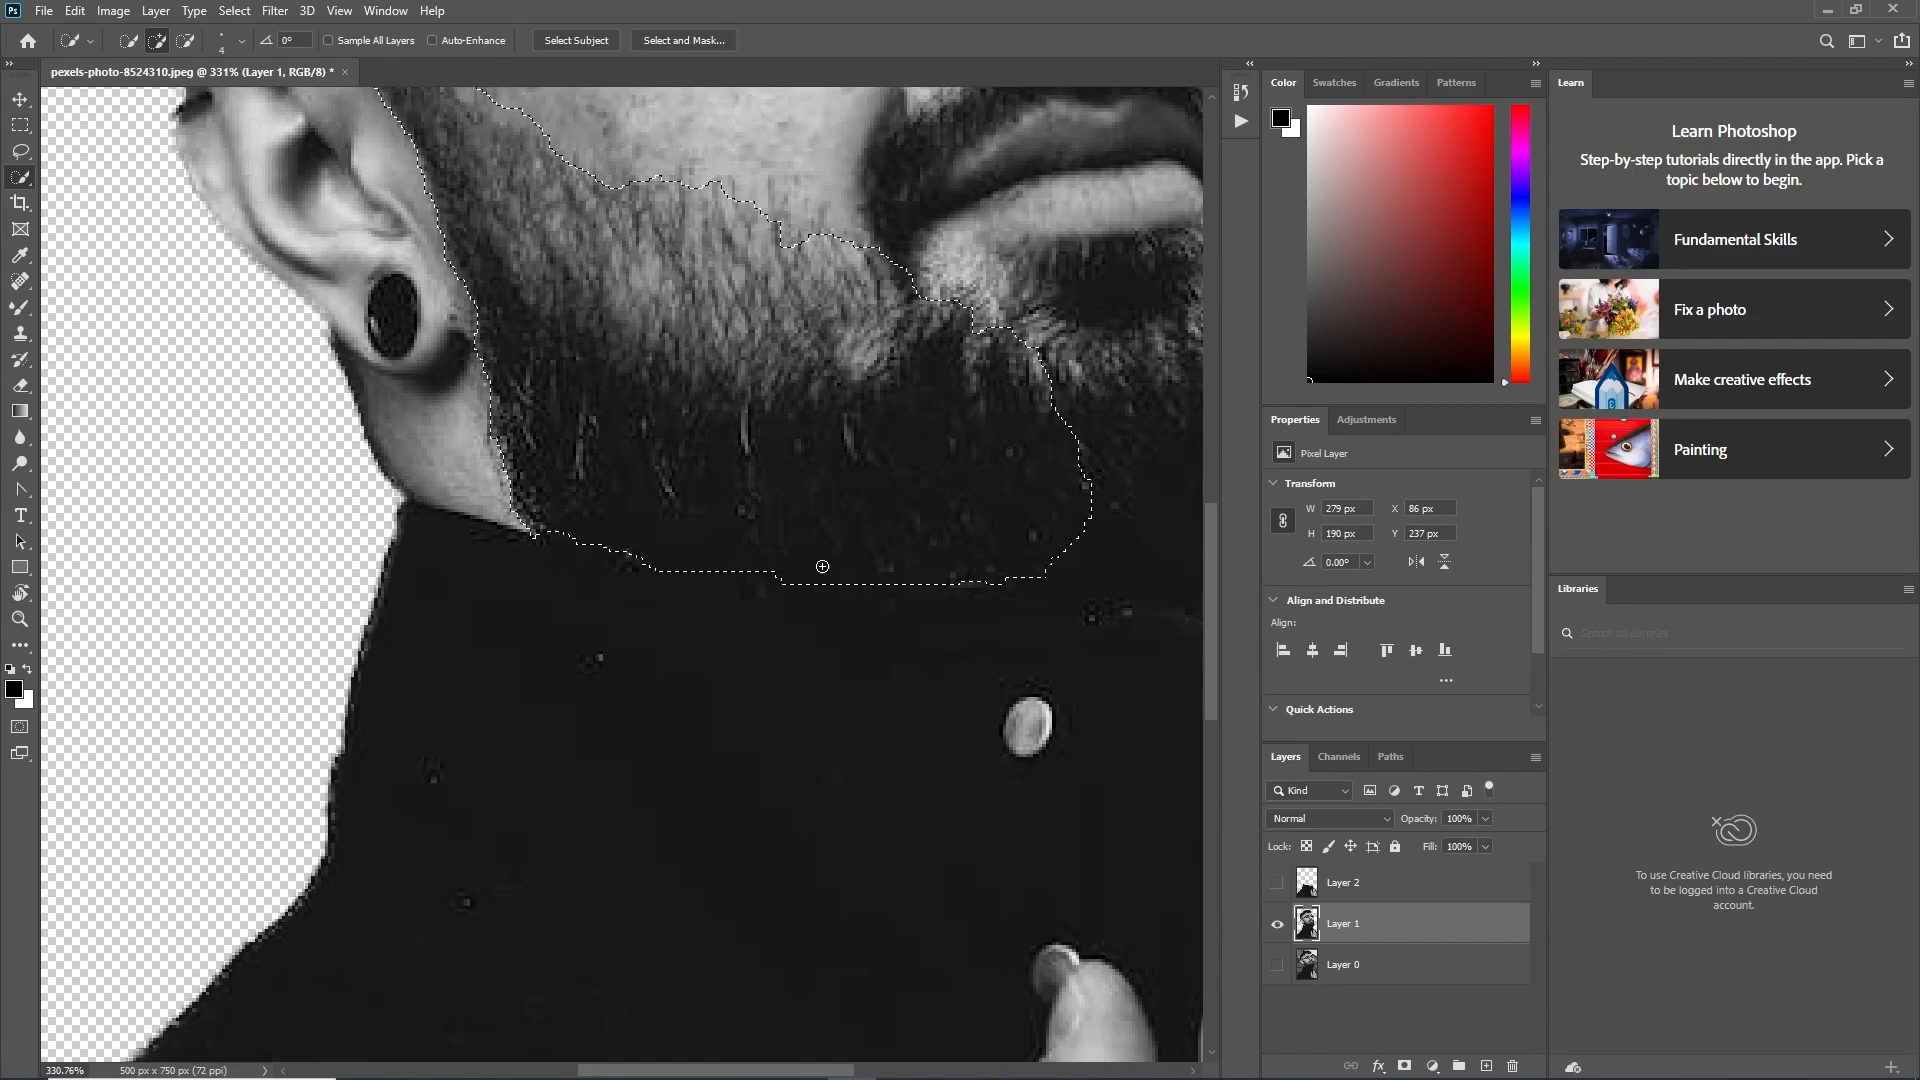 Ps File Edit Image Layer Type Select Filter 3D View Window Help
4 0° Sample All Layers Auto-Enhance Select Subject Select and Mask...
pexels-photo-8524310.jpeg @ 331% (Layer 1, RGB/8) * ×
Color Swatches Gradients Patterns
Properties Adjustments
Pixel Layer
Transform
W 279 px X 86 px
H 190 px Y 237 px
0.00°
Align and Distribute
Align:
Quick Actions
Layers Channels Paths
Kind
Normal Opacity: 100%
Lock: Fill: 100%
Layer 2
Layer 1
Layer 0
fx
Learn
Learn Photoshop
Step-by-step tutorials directly in the app. Pick a
topic below to begin.
Fundamental Skills
Fix a photo
Make creative effects
Painting
Libraries
Search all libraries
To use Creative Cloud libraries, you need
to be logged into a Creative Cloud
account.
330.76% 500 px x 750 px (72 ppi)